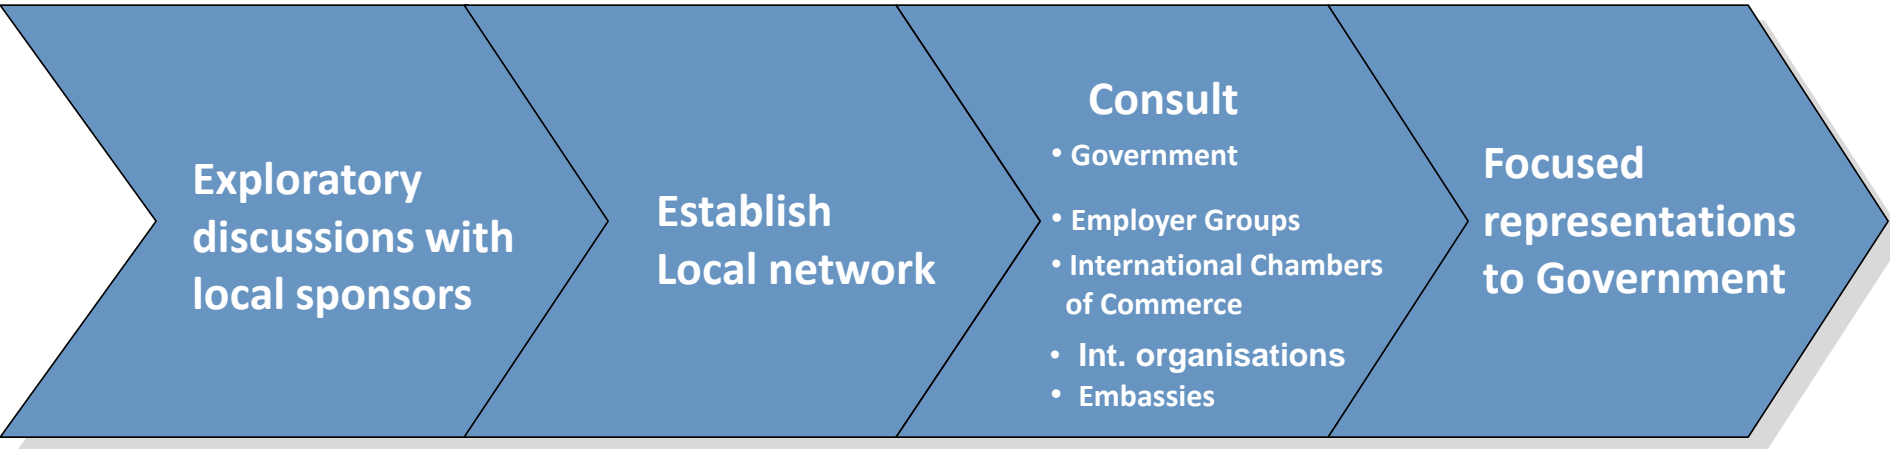 Exploratory
discussions with
local sponsors
Establish
Local network
Consult
• Government
• Employer Groups
• International Chambers
of Commerce
• Int. organisations
• Embassies
Focused
representations
to Government